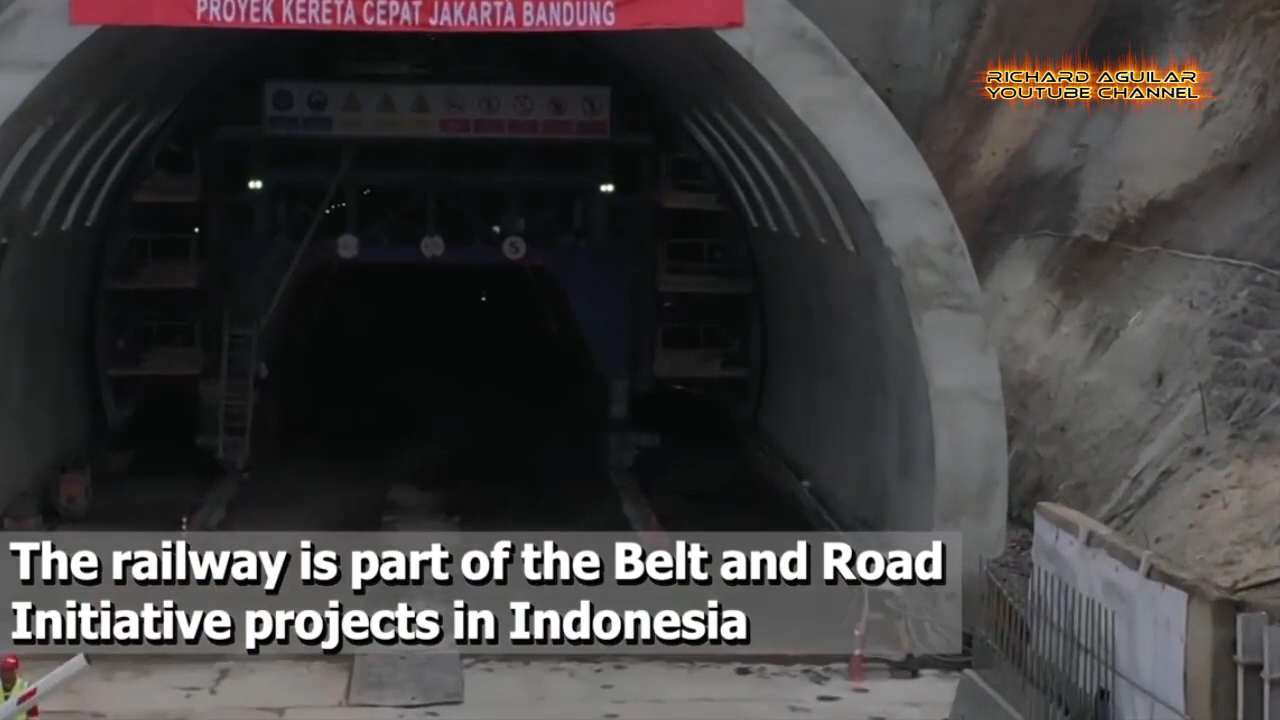 PROYEK KERETA CEPAT JAKARTA BANDUNG
RICHARD AGUILAR
YOUTUBE CHANNEL
The railway is part of the Belt and Road
Initiative projects in Indonesia